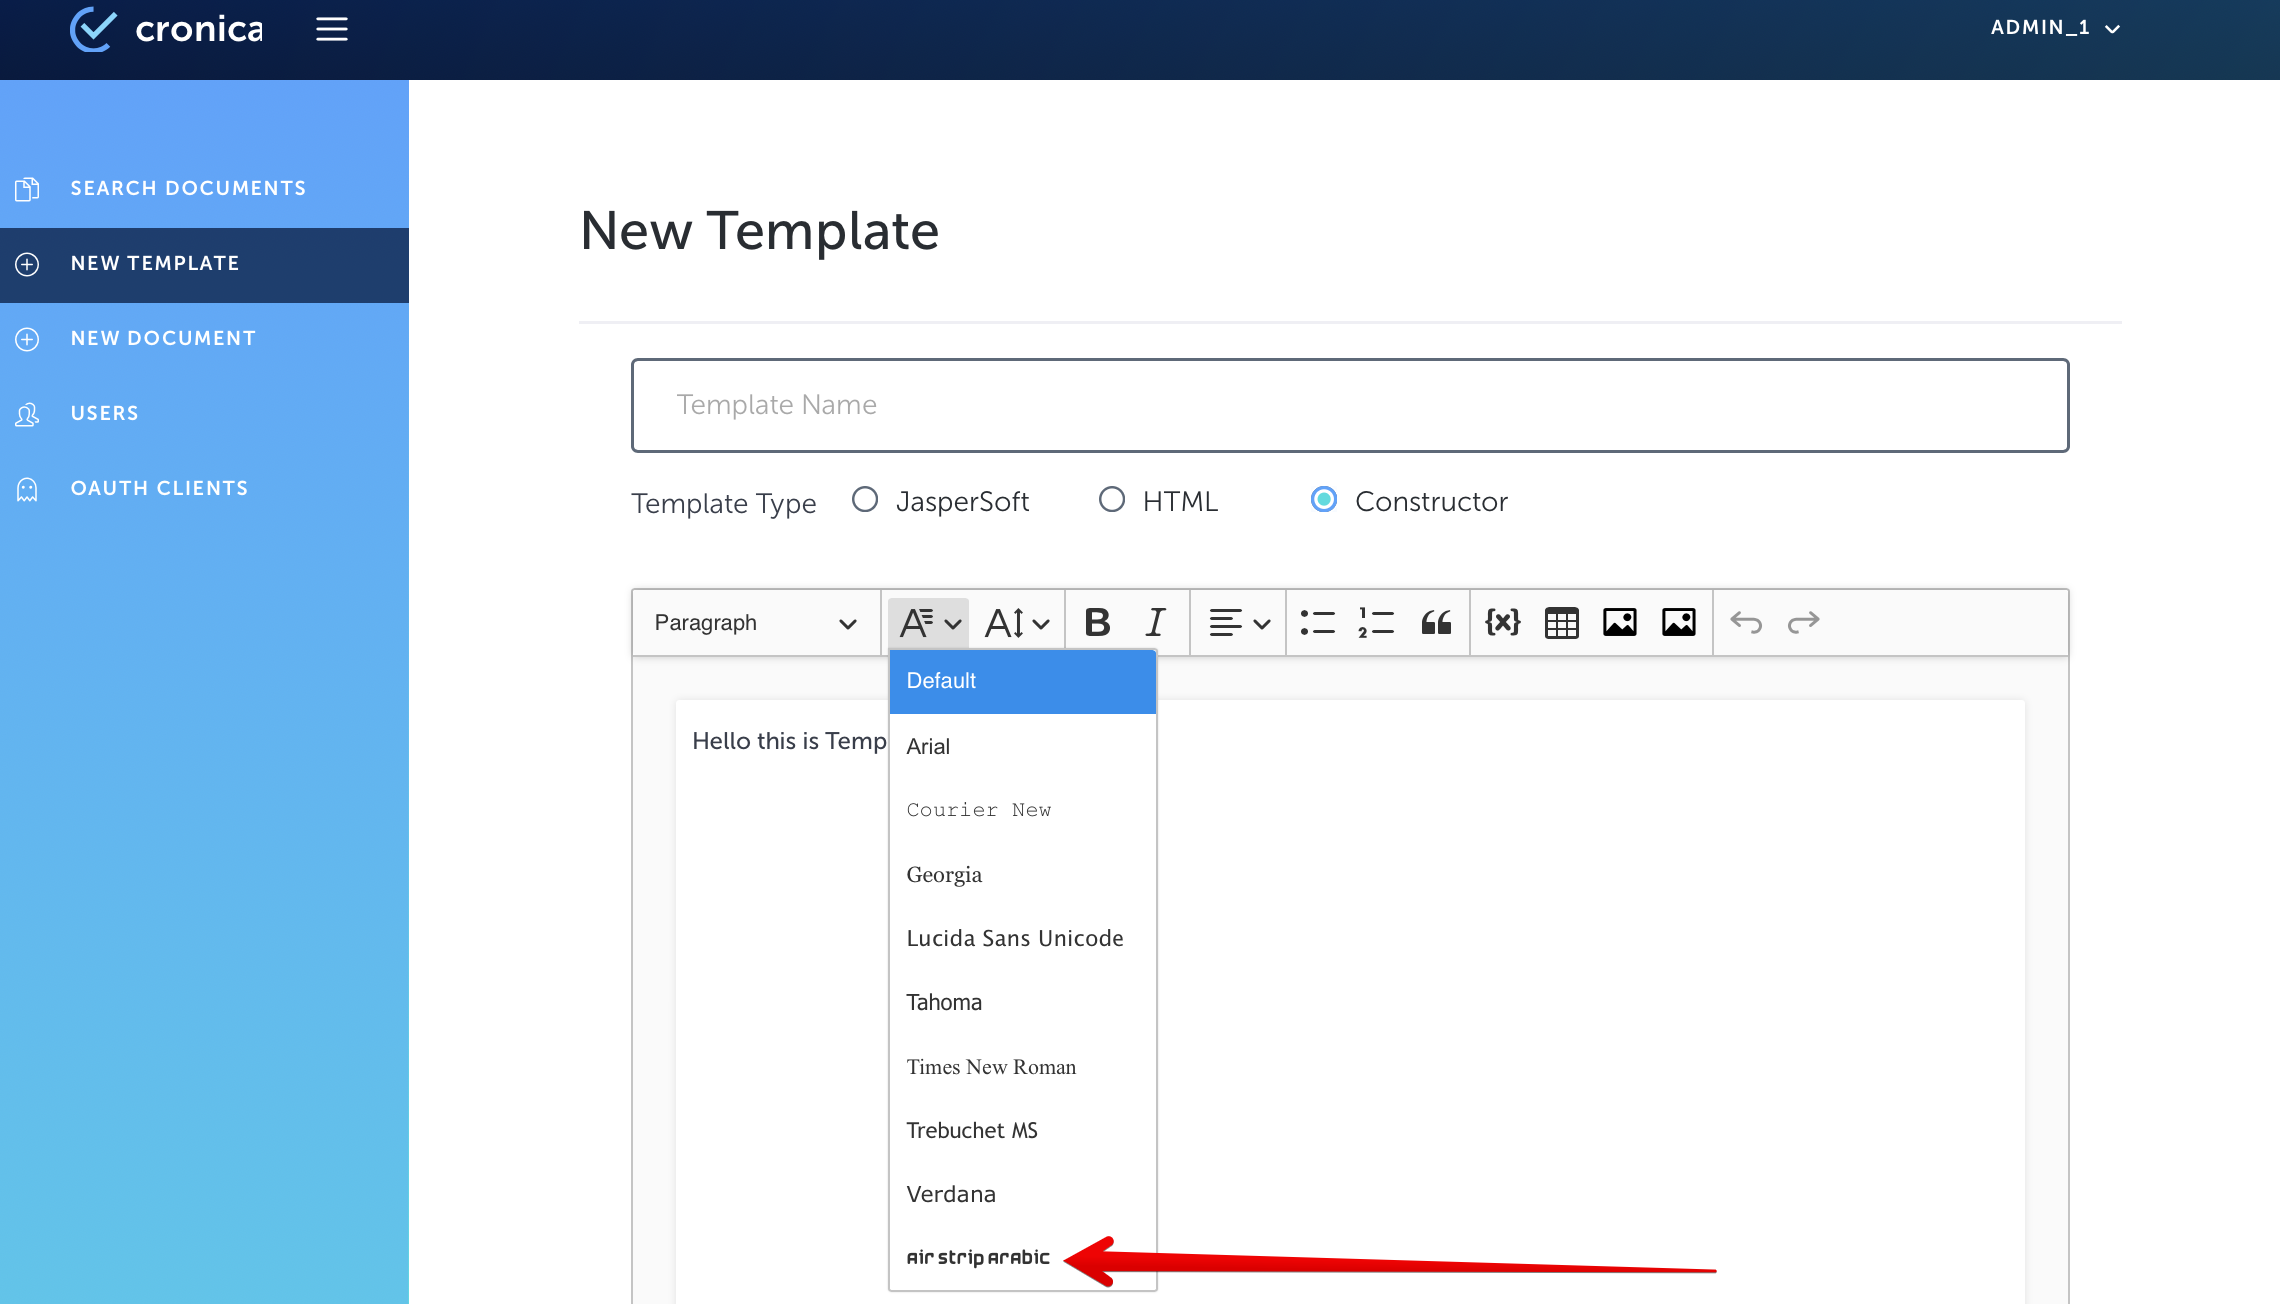 cronica
ADMIN_1
SEARCH DOCUMENTS
NEW TEMPLATE
NEW DOCUMENT
USERS
OAUTH CLIENTS
New Template
Template Name
Template Type
JasperSoft
HTML
Constructor
Paragraph
Default
Hello this is Temp
Arial
Courier New
Georgia
Lucida Sans Unicode
Tahoma
Times New Roman
Trebuchet MS
Verdana
Air Strip Arabic